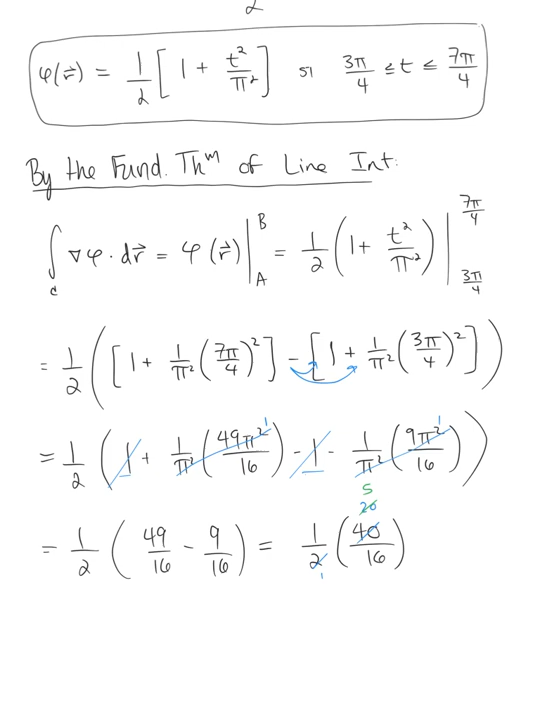 2
φ(r⃗) = 1/2 [ 1 + t²/π² ] si 3π/4 ≤ t ≤ 7π/4
By the Fund. Thᵐ of Line Int:
∫_C ∇φ · dr⃗ = φ(r⃗) |_A^B = 1/2 ( 1 + t²/π² ) |_{3π/4}^{7π/4}
= 1/2 ( [ 1 + 1/π² (7π/4)² ] - [ 1 + 1/π² (3π/4)² ] )
= 1/2 ( 1 + 1/π² ( 49π²/16 ) - 1 - 1/π² ( 9π²/16 ) )
1 1
5
20
= 1/2 ( 49/16 - 9/16 ) = 1/2 ( 40/16 )
1